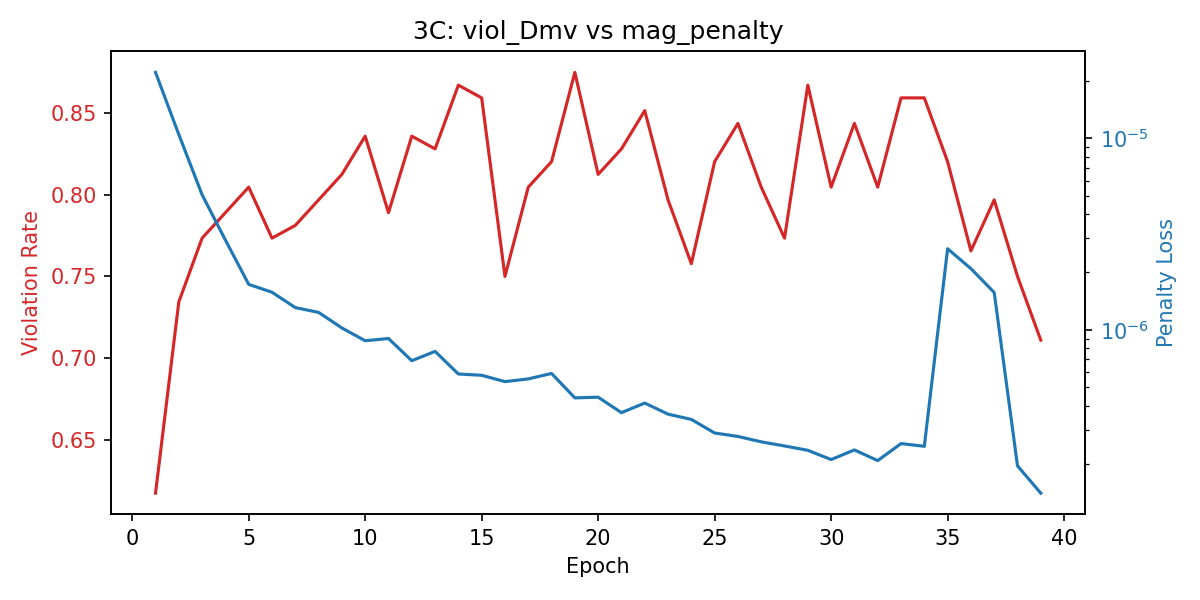 3C: viol_Dmv vs mag_penalty
Violation Rate
0.85
0.80
0.75
0.70
0.65
10⁻⁵
10⁻⁶
Penalty Loss
0 5 10 15 20 25 30 35 40
Epoch